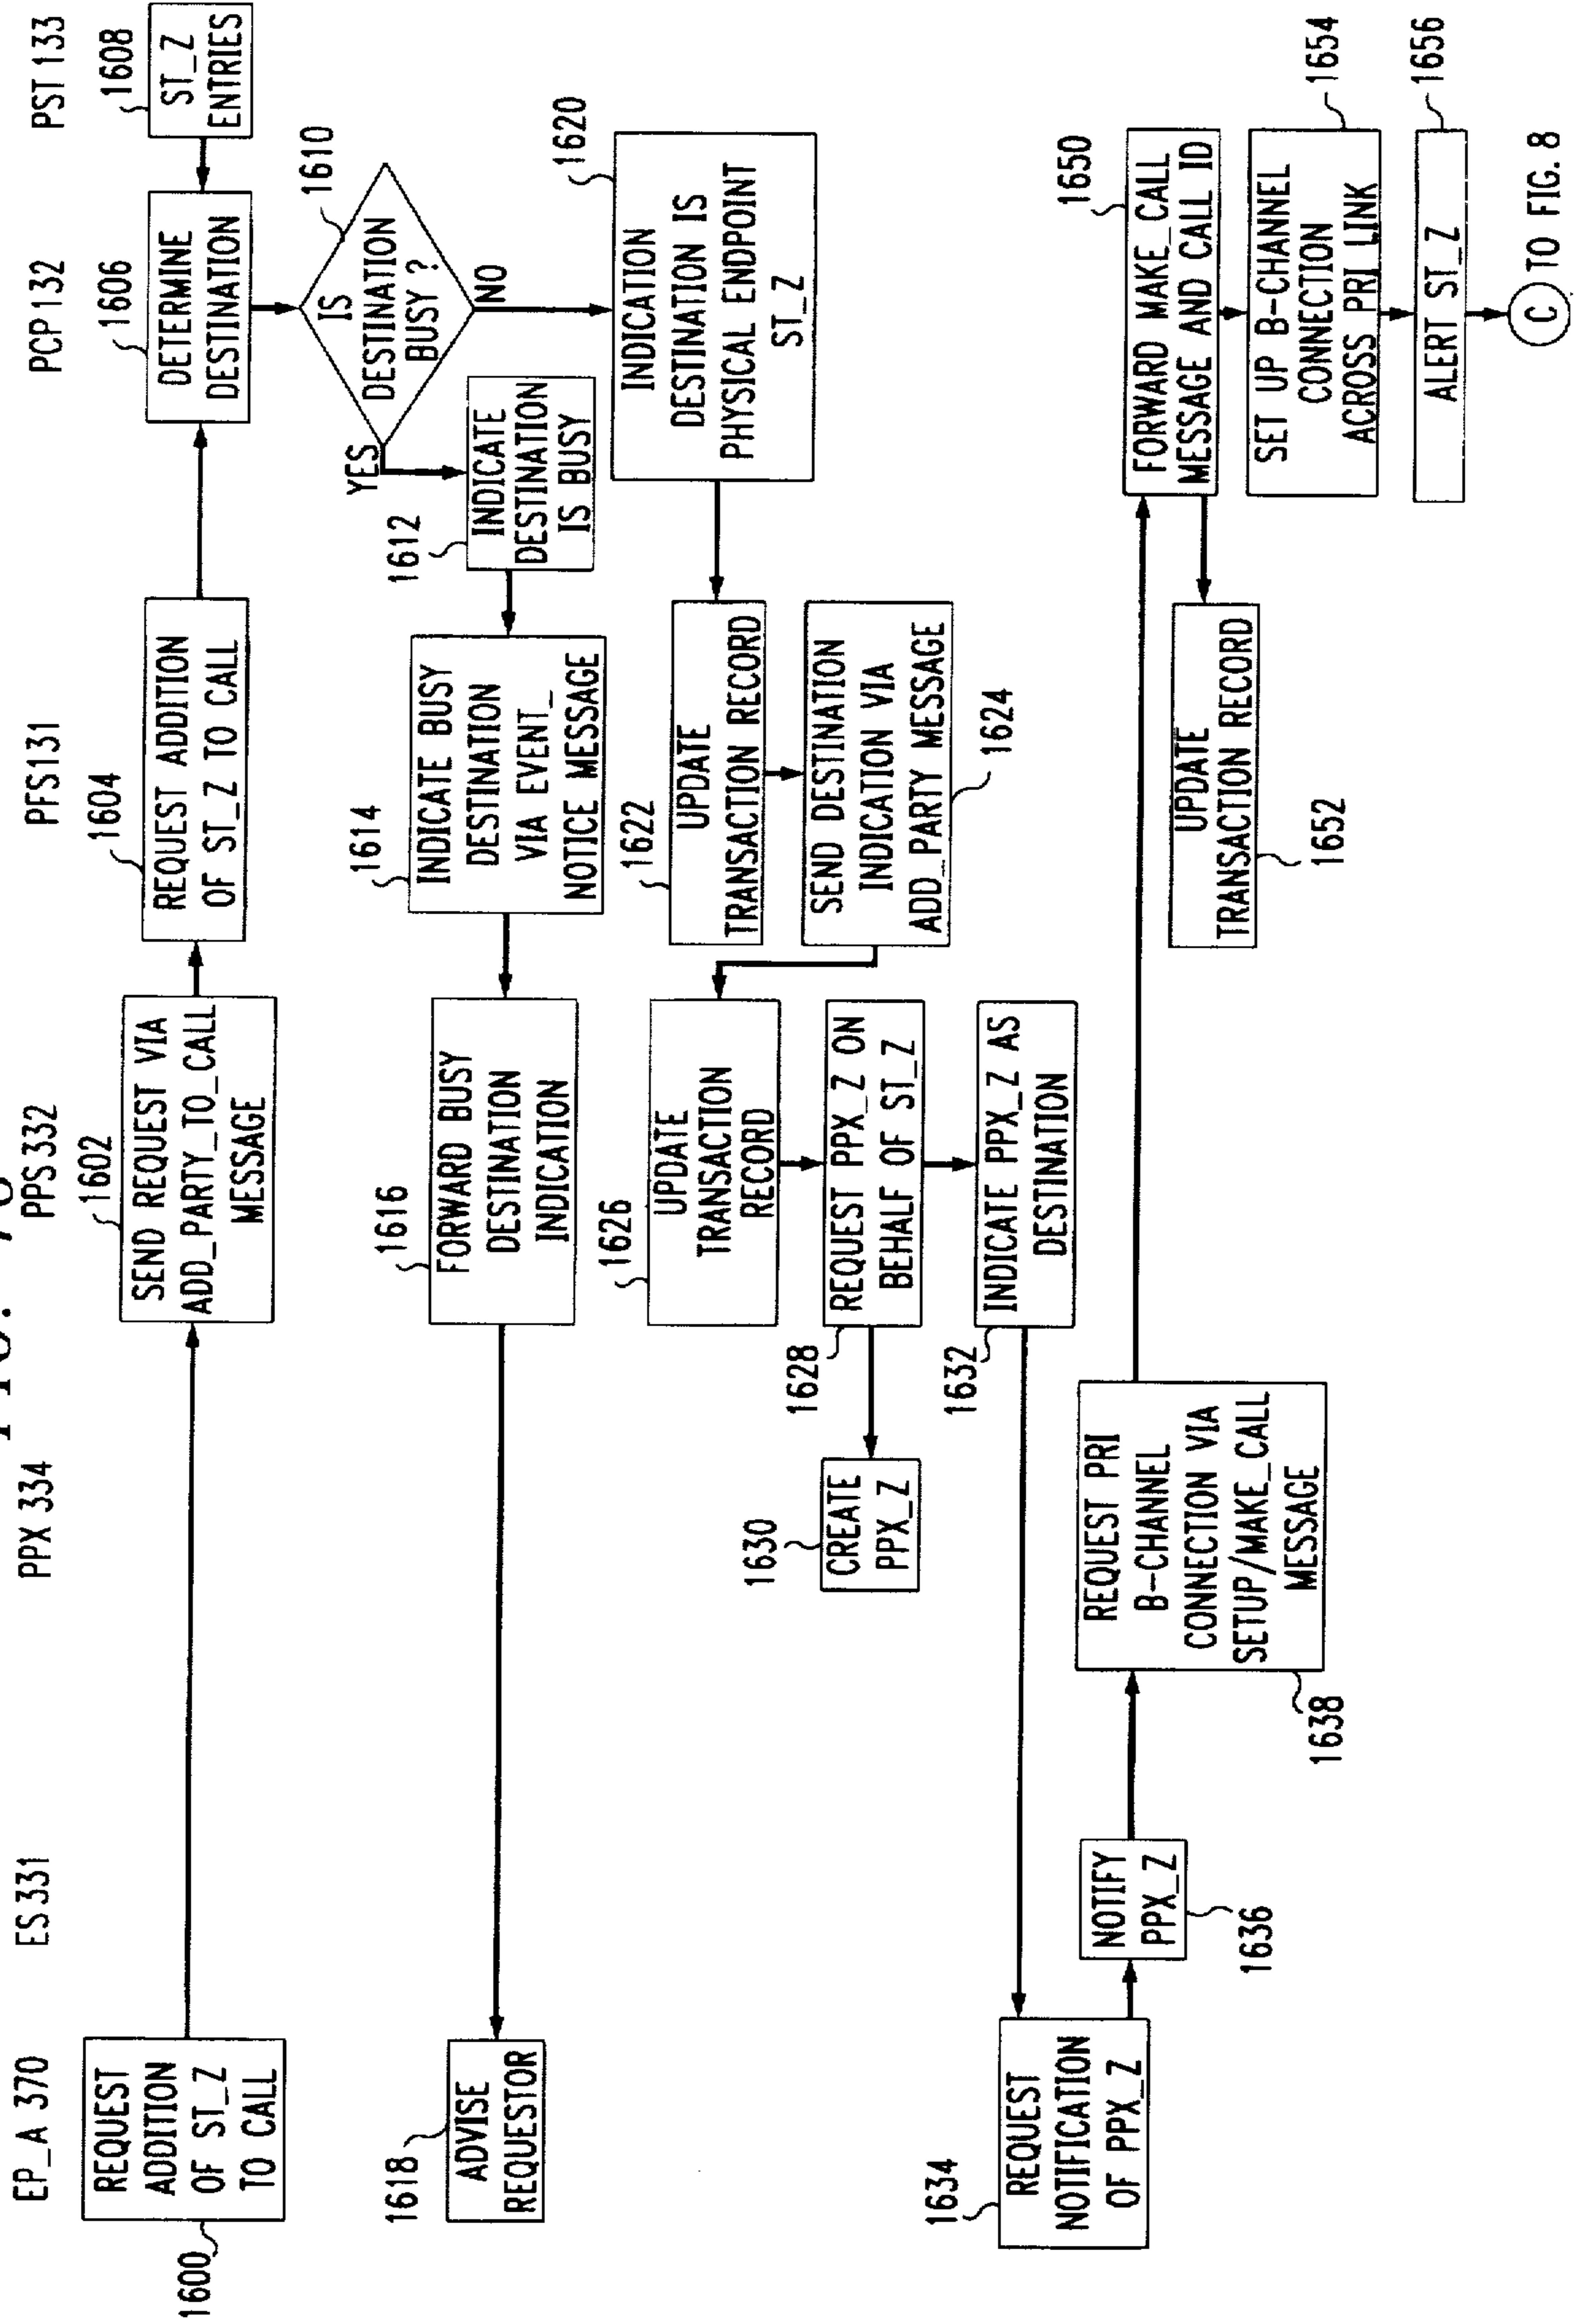 EP_A 370
ES 331
PPX 334
PPS 332
PFS131
PCP 132
PST 133
1600
REQUEST
ADDITION
OF ST_Z
TO CALL
1602
SEND REQUEST VIA
ADD_PARTY_TO_CALL
MESSAGE
1604
REQUEST ADDITION
OF ST_Z TO CALL
1606
DETERMINE
DESTINATION
1608
ST_Z
ENTRIES
1610
IS
DESTINATION
BUSY ?
YES
NO
1612
INDICATE
DESTINATION
IS BUSY
1614
INDICATE BUSY
DESTINATION
VIA EVENT_
NOTICE MESSAGE
1616
FORWARD BUSY
DESTINATION
INDICATION
1618
ADVISE
REQUESTOR
1620
INDICATION
DESTINATION IS
PHYSICAL ENDPOINT
ST_Z
1622
UPDATE
TRANSACTION RECORD
SEND DESTINATION
INDICATION VIA
ADD_PARTY MESSAGE
1624
1626
UPDATE
TRANSACTION
RECORD
1628
REQUEST PPX_Z ON
BEHALF OF ST_Z
1630
CREATE
PPX_Z
1632
INDICATE PPX_Z AS
DESTINATION
1634
REQUEST
NOTIFICATION
OF PPX_Z
NOTIFY
PPX_Z
1636
REQUEST PRI
B-CHANNEL
CONNECTION VIA
SETUP/MAKE_CALL
MESSAGE
1638
1650
FORWARD MAKE_CALL
MESSAGE AND CALL ID
UPDATE
TRANSACTION RECORD
1652
SET UP B-CHANNEL
CONNECTION
ACROSS PRI LINK
1654
ALERT ST_Z
1656
C TO FIG. 8